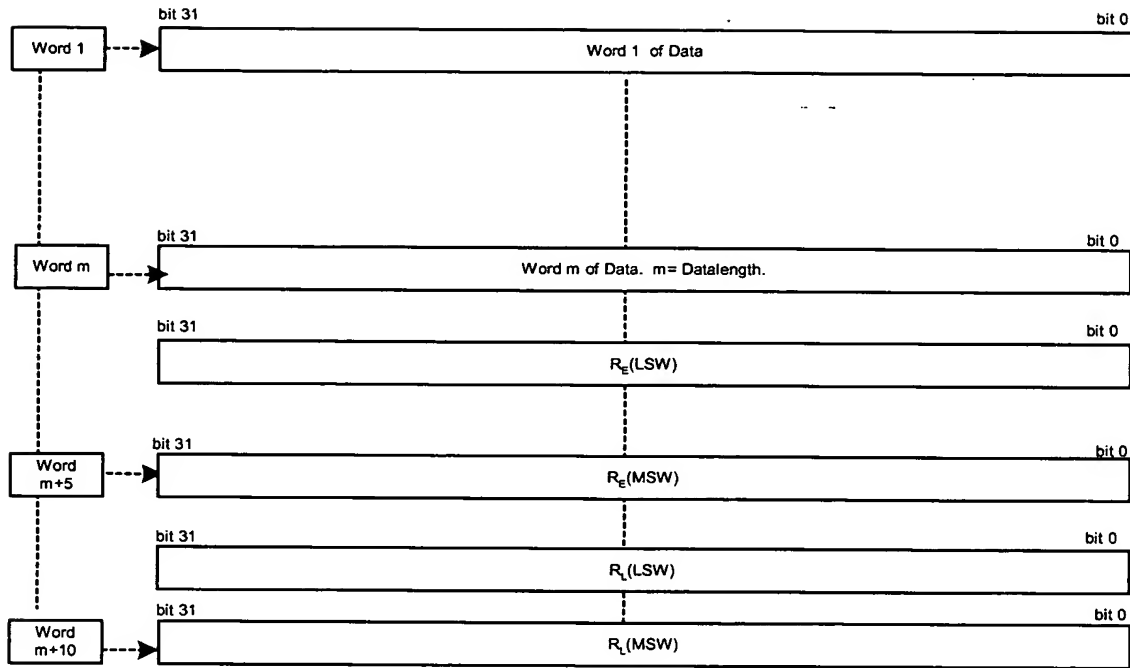 bit 31 bit 0
Word 1 Word 1 of Data
bit 31 bit 0
Word m Word m of Data. m= Datalength.
bit 31 bit 0
R_E(LSW)
bit 31 bit 0
Word
m+5 R_E(MSW)
bit 31 bit 0
R_L(LSW)
bit 31 bit 0
Word
m+10 R_L(MSW)